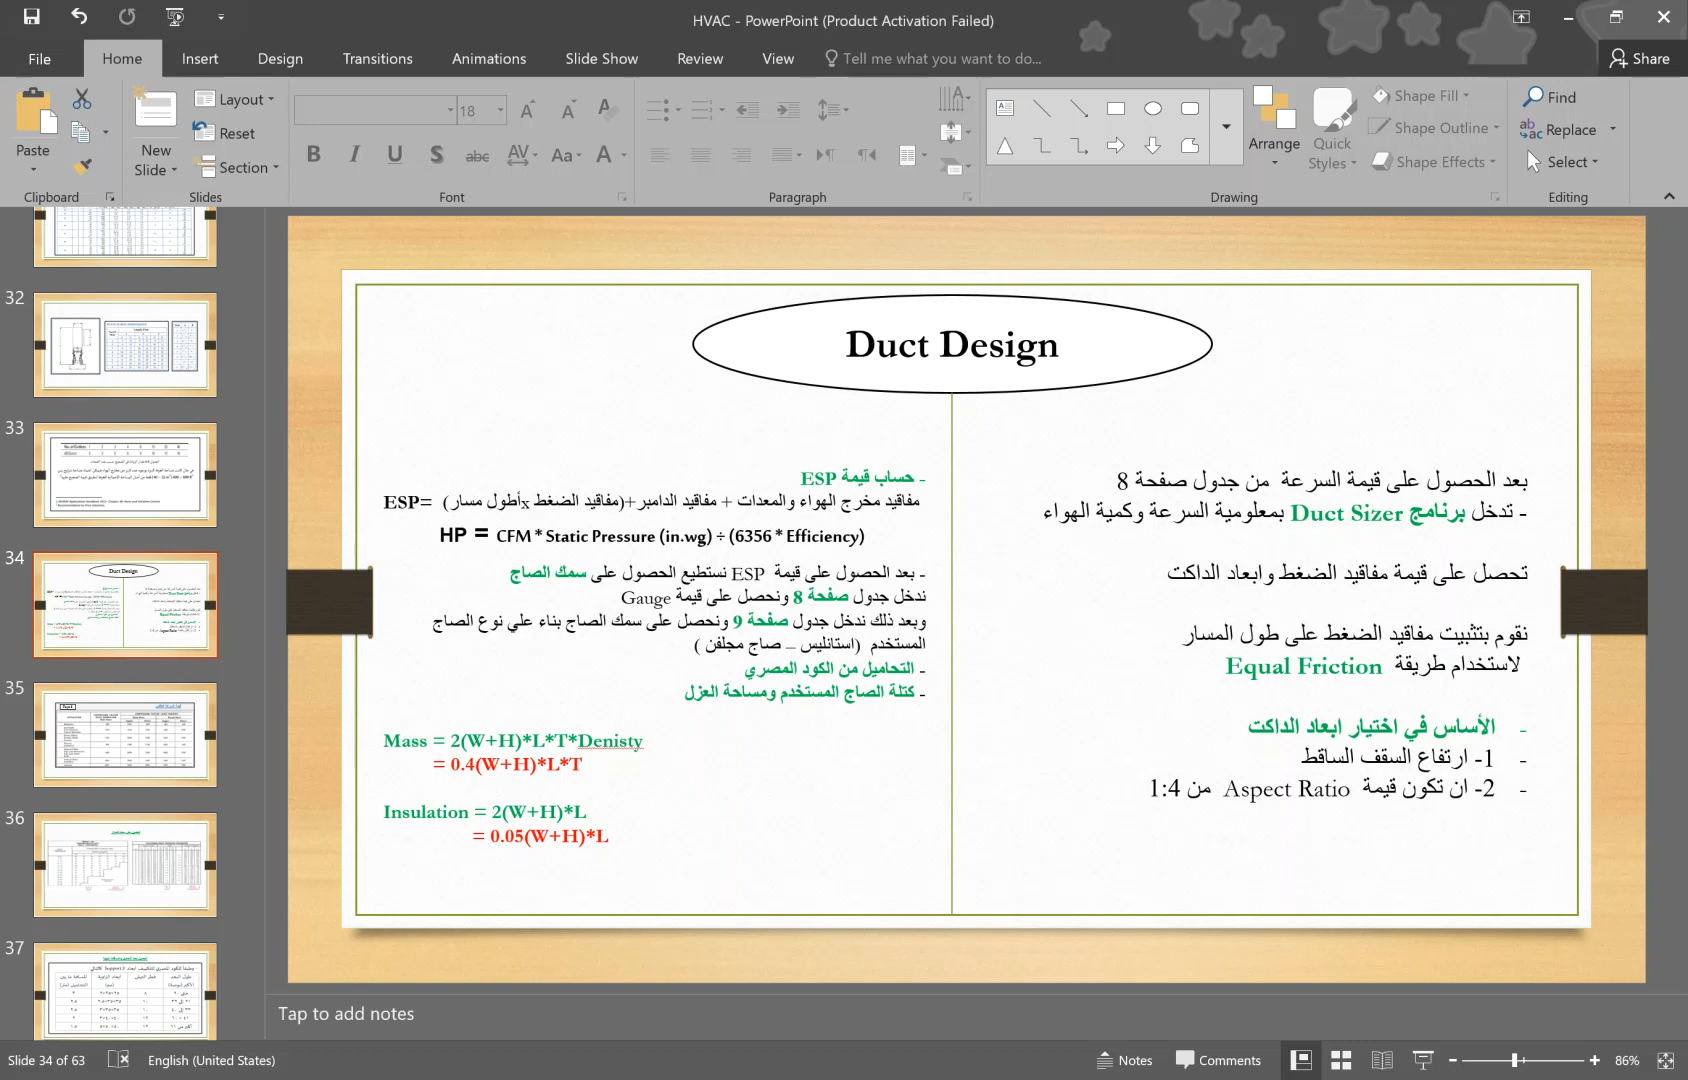 HVAC - PowerPoint (Product Activation Failed)
File Home Insert Design Transitions Animations Slide Show Review View Tell me what you want to do... Share
Paste
Clipboard
New Slide
Layout
Reset
Section
Slides
18
Font
Paragraph
Arrange
Quick Styles
Shape Fill
Shape Outline
Shape Effects
Drawing
Find
Replace
Select
Editing
32
33
34
35
36
37
Duct Design
بعد الحصول على قيمة السرعة من جدول صفحة 8
- تدخل برنامج Duct Sizer بمعلومية السرعة وكمية الهواء
تحصل على قيمة مفاقيد الضغط وابعاد الداكت
نقوم بتثبيت مفاقيد الضغط على طول المسار
لاستخدام طريقة Equal Friction
- الأساس في اختيار ابعاد الداكت
- 1- ارتفاع السقف الساقط
- 2- ان تكون قيمة Aspect Ratio من 1:4
- حساب قيمة ESP
ESP= (مفاقيد الضغط xأطول مسار)+مفاقيد مخرج الهواء والمعدات + مفاقيد الدامبر
HP = CFM * Static Pressure (in.wg) ÷ (6356 * Efficiency)
- بعد الحصول على قيمة ESP نستطيع الحصول على سمك الصاج
ندخل جدول صفحة 8 ونحصل على قيمة Gauge
وبعد ذلك ندخل جدول صفحة 9 ونحصل على سمك الصاج بناء علي نوع الصاج
المستخدم (استانليس – صاج مجلفن )
- التحاميل من الكود المصري
- كتلة الصاج المستخدم ومساحة العزل
Mass = 2(W+H)*L*T*Denisty
= 0.4(W+H)*L*T
Insulation = 2(W+H)*L
= 0.05(W+H)*L
Tap to add notes
Slide 34 of 63 English (United States) Notes Comments 86%